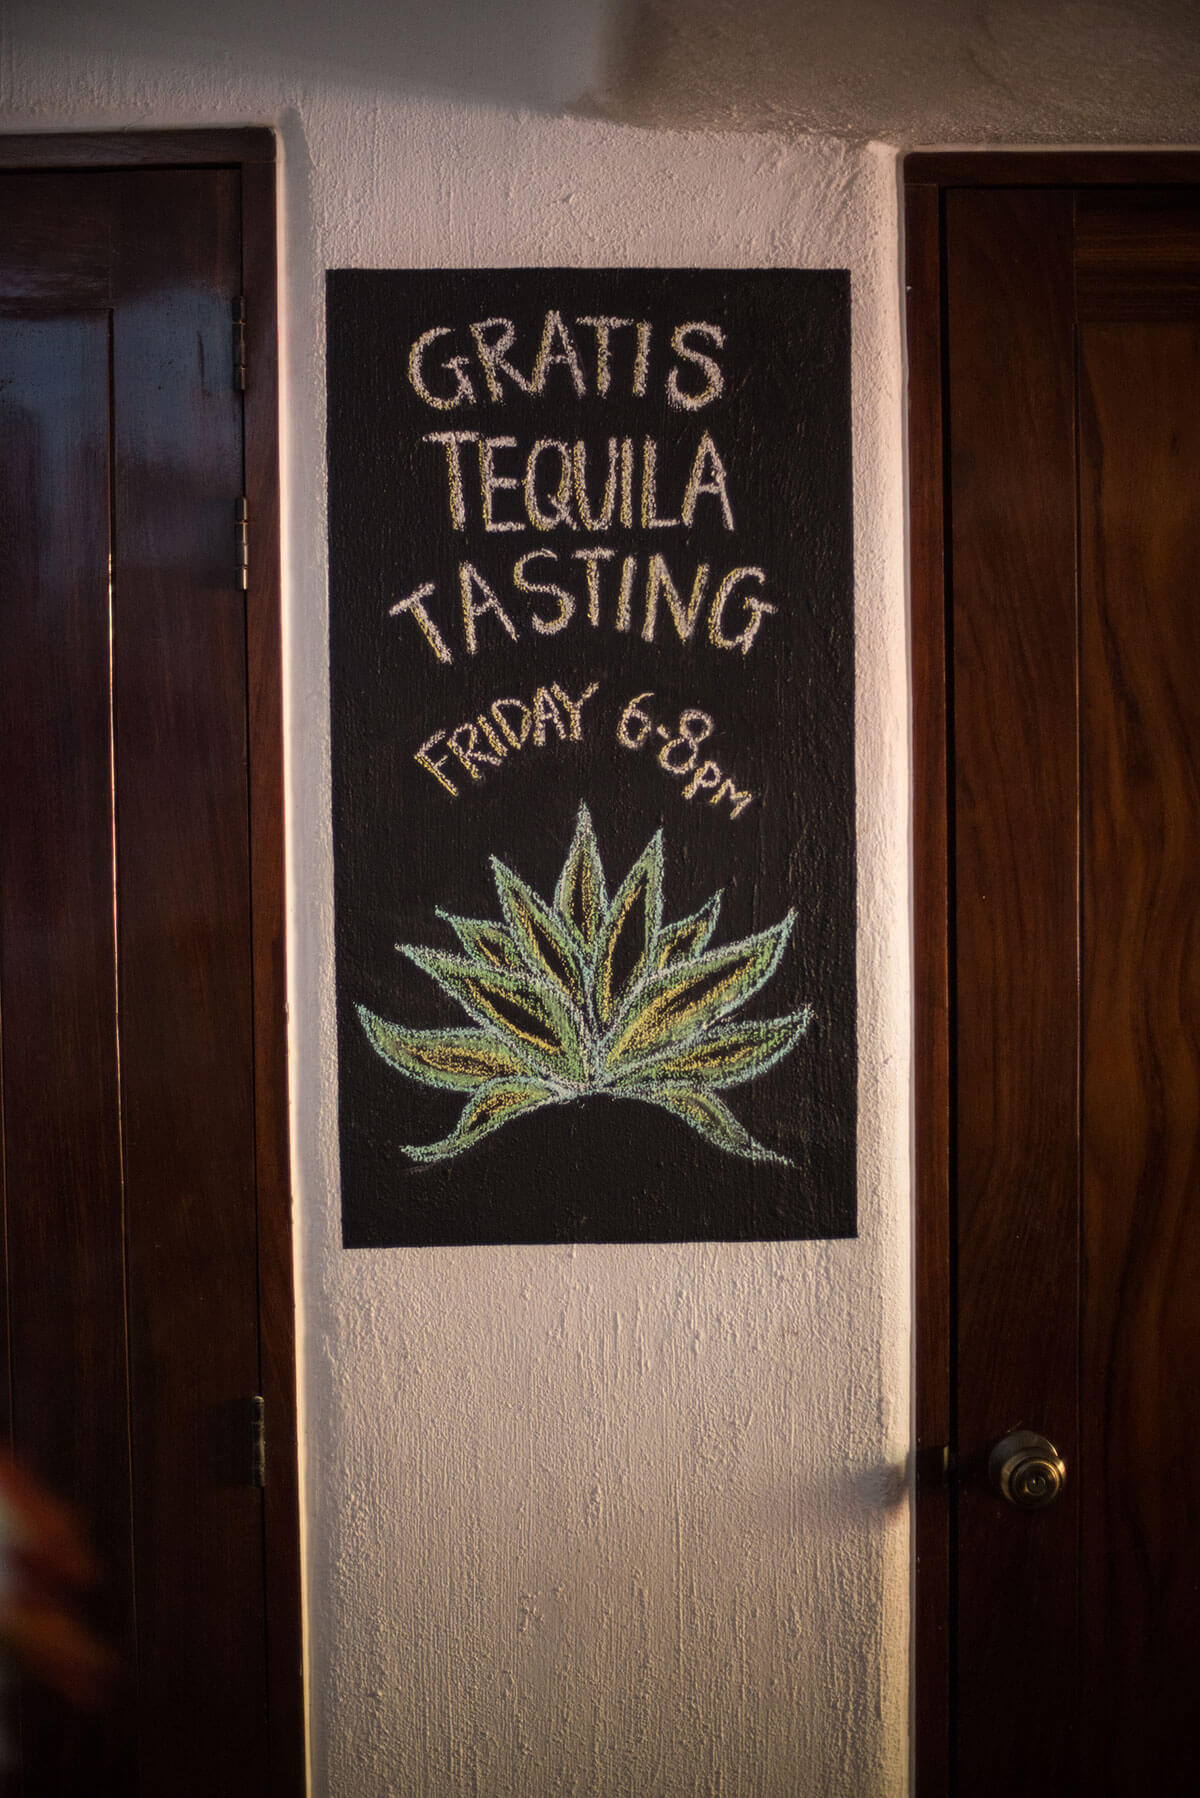 GRATIS
TEQUILA
TASTING
FRIDAY 6-8PM